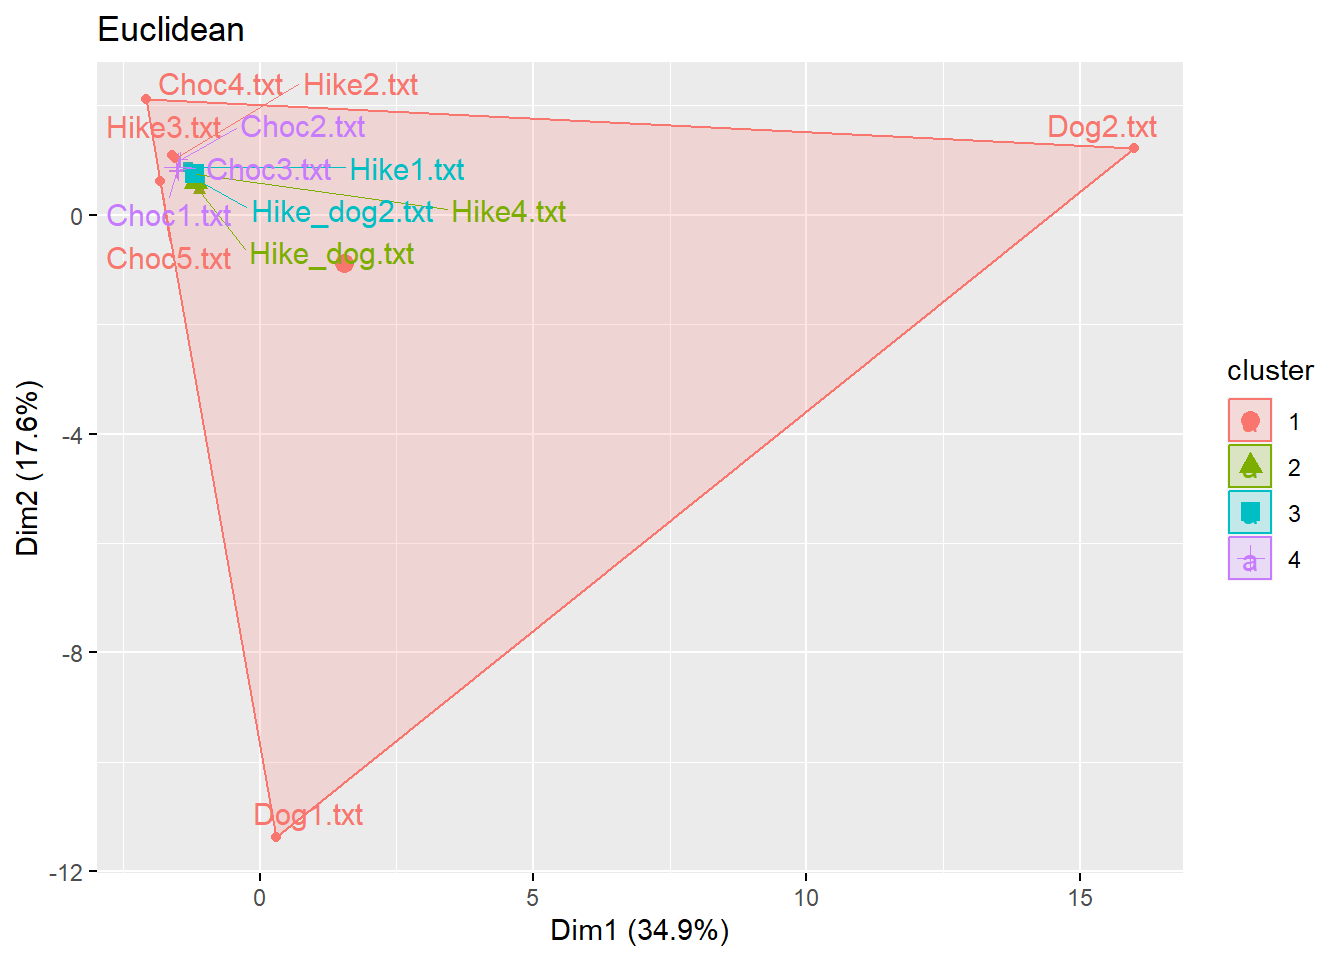 Euclidean
Choc4.txt
Hike2.txt
Hike3.txt
Choc2.txt
Dog2.txt
Choc3.txt
Hike1.txt
Choc1.txt
Hike_dog2.txt
Hike4.txt
Choc5.txt
Hike_dog.txt
Dog1.txt
0
-4
-8
-12
0
5
10
15
Dim1 (34.9%)
Dim2 (17.6%)
cluster
a 1
a 2
a 3
a 4